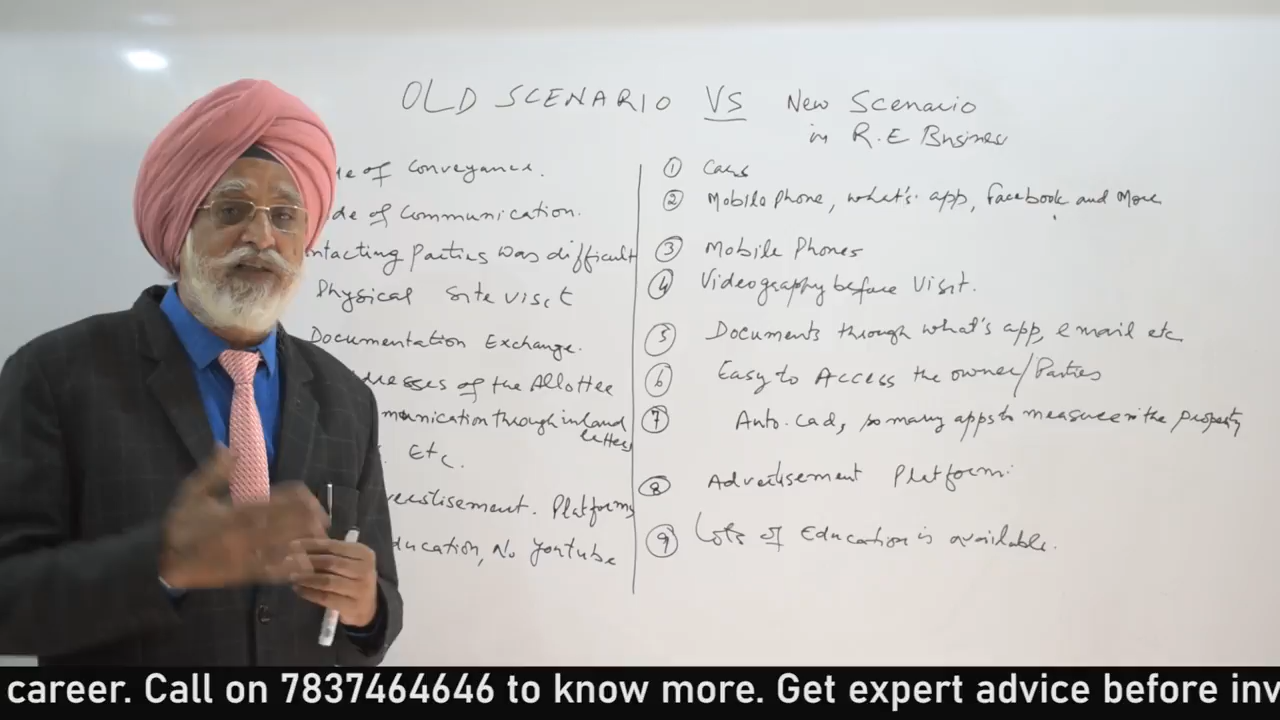 OLD SCENARIO VS New Scenario
in R.E Business
of Conveyance.
of Communication.
ntacting Parties was difficult
Physical Site visit
Documentation Exchange.
resses of the Allottee
munication through inland
letters
Etc.
Platforms
ducation, No Youtube
① Cars
② Mobile Phone, what's app, Facebook and More
③ Mobile Phones
④ Videography before Visit.
⑤ Documents through what's app, email etc
⑥ Easy to Access the owner/Parties
⑦ Auto. Cad, so many apps to measure the property
⑧ Advertisement Platform
⑨ Lots of Education is available.
career. Call on 7837464646 to know more. Get expert advice before inv